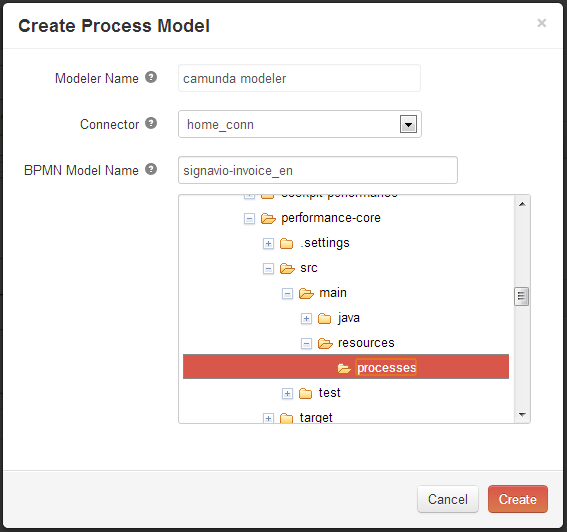 Create Process Model
×
Modeler Name ?
camunda modeler
Connector ?
home_conn
BPMN Model Name ?
signavio-invoice_en
performance-core
.settings
src
main
java
resources
processes
test
target
Cancel
Create